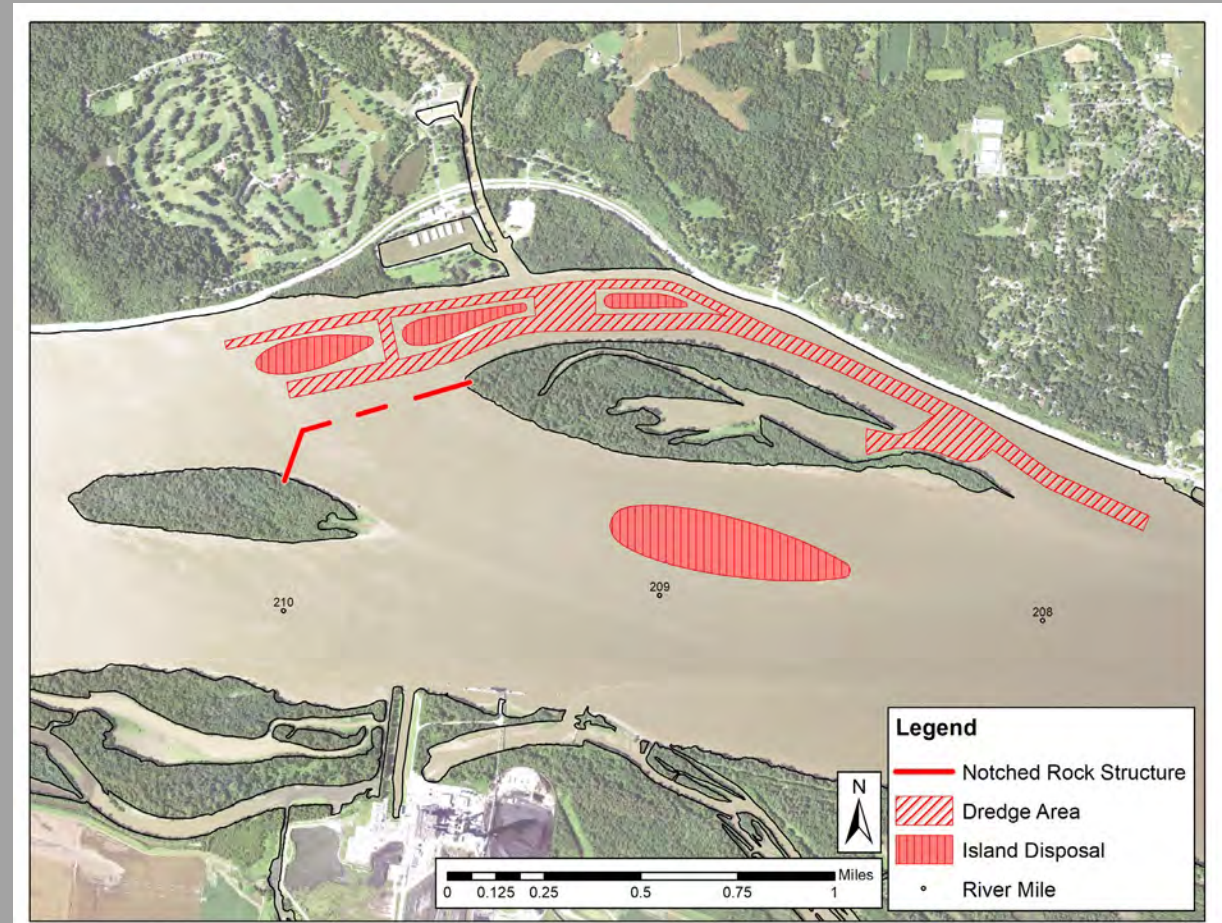 210
209
208
Legend
Notched Rock Structure
Dredge Area
Island Disposal
River Mile
N
Miles
0 0.125 0.25 0.5 0.75 1